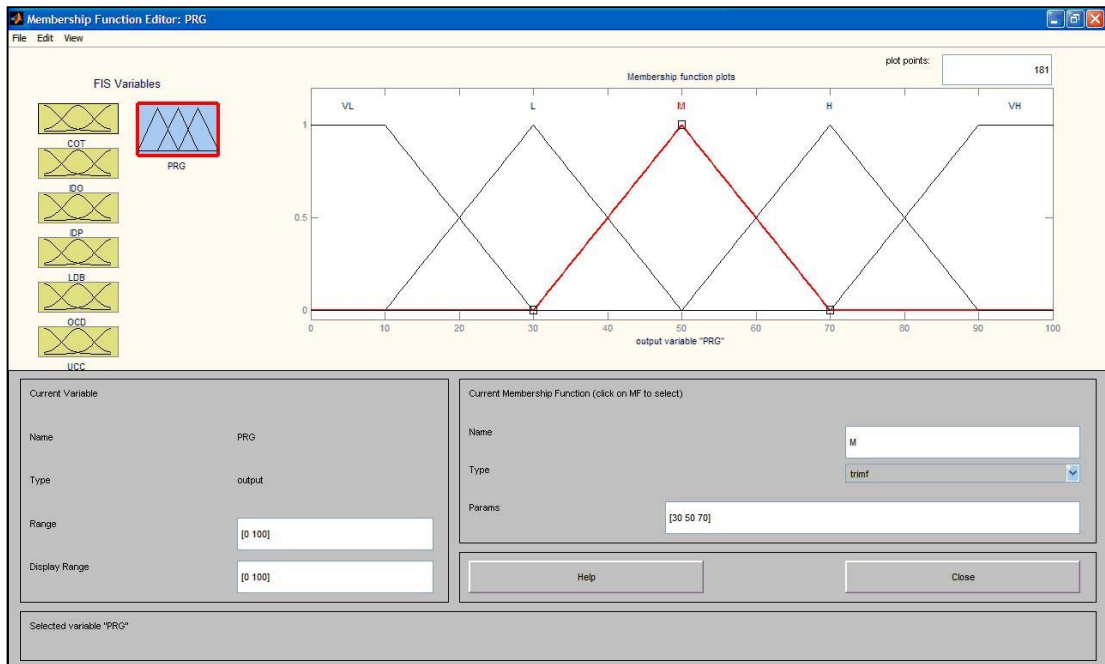 Membership Function Editor: PRG
File Edit View
FIS Variables
COT
IDO
IDP
LDB
OCD
UCC
PRG
plot points:
181
Membership function plots
VL L M H VH
1
0.5
0
0 10 20 30 40 50 60 70 80 90 100
output variable "PRG"
Current Variable
Name PRG
Type output
Range [0 100]
Display Range [0 100]
Current Membership Function (click on MF to select)
Name M
Type trimf
Params [30 50 70]
Help Close
Selected variable "PRG"